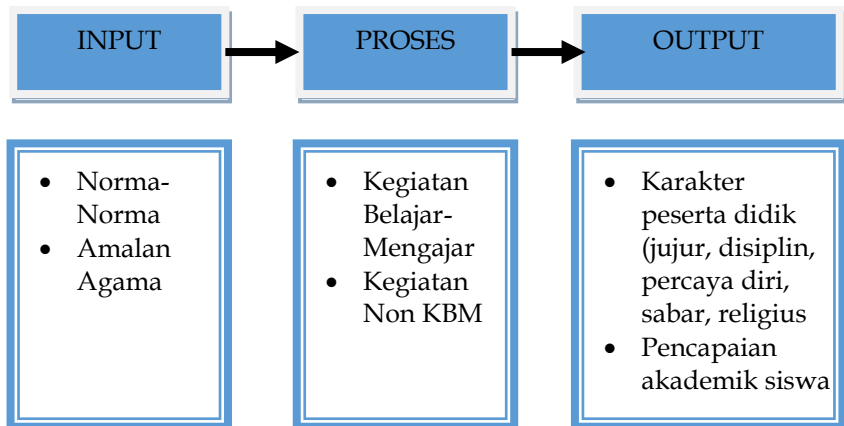 INPUT
PROSES
OUTPUT
• Norma-
Norma
• Amalan
Agama
• Kegiatan
Belajar-
Mengajar
• Kegiatan
Non KBM
• Karakter
peserta didik
(jujur, disiplin,
percaya diri,
sabar, religius
• Pencapaian
akademik siswa